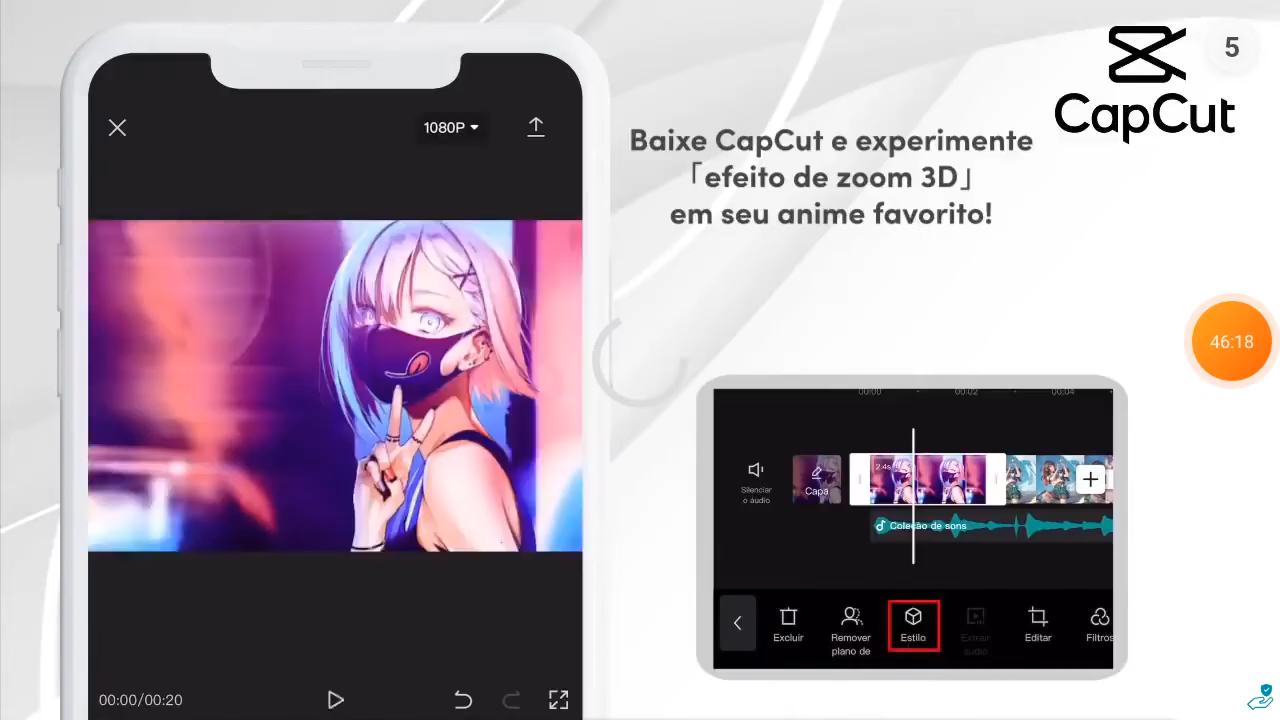 5
CapCut
1080P
Baixe CapCut e experimente
「efeito de zoom 3D」
em seu anime favorito!
46:18
00:00
00:02
00:04
2.4s
Silenciar
o áudio
Capa
Coleção de sons
Excluir
Remover
plano de
Estilo
Extrair
áudio
Editar
Filtros
00:00/00:20